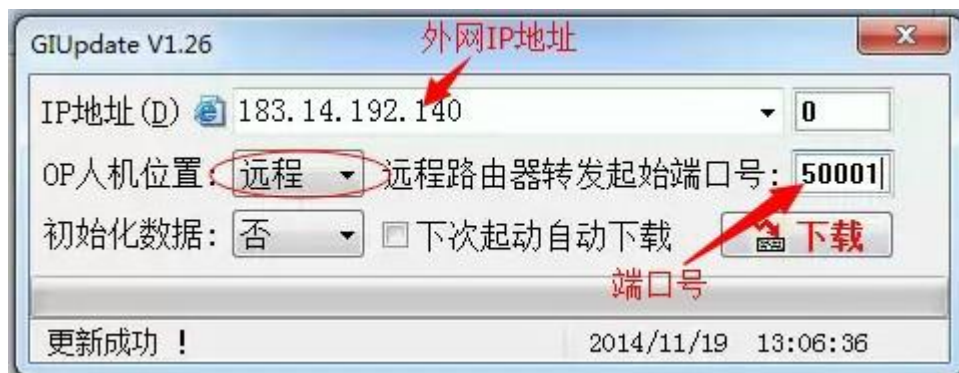 GIUpdate V1.26 外网IP地址
IP地址(D) 183.14.192.140 0
OP人机位置: 远程 远程路由器转发起始端口号: 50001
初始化数据: 否 下次起动自动下载 下载
端口号
更新成功 ! 2014/11/19 13:06:36